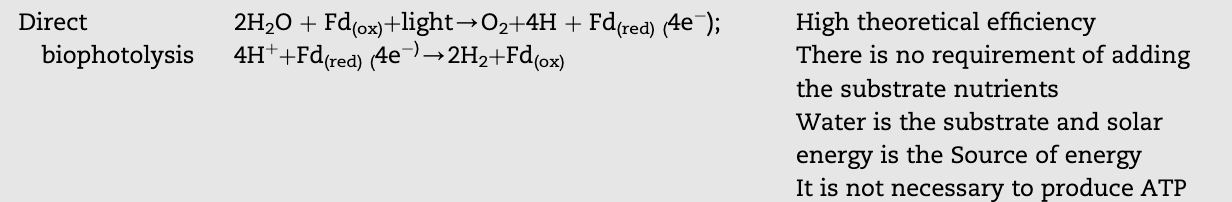 Direct 2H₂O + Fd(ox)+light→O₂+4H + Fd(red) (4e⁻);  High theoretical efficiency
biophotolysis 4H⁺+Fd(red) (4e⁻)→2H₂+Fd(ox)  There is no requirement of adding
the substrate nutrients
Water is the substrate and solar
energy is the Source of energy
It is not necessary to produce ATP